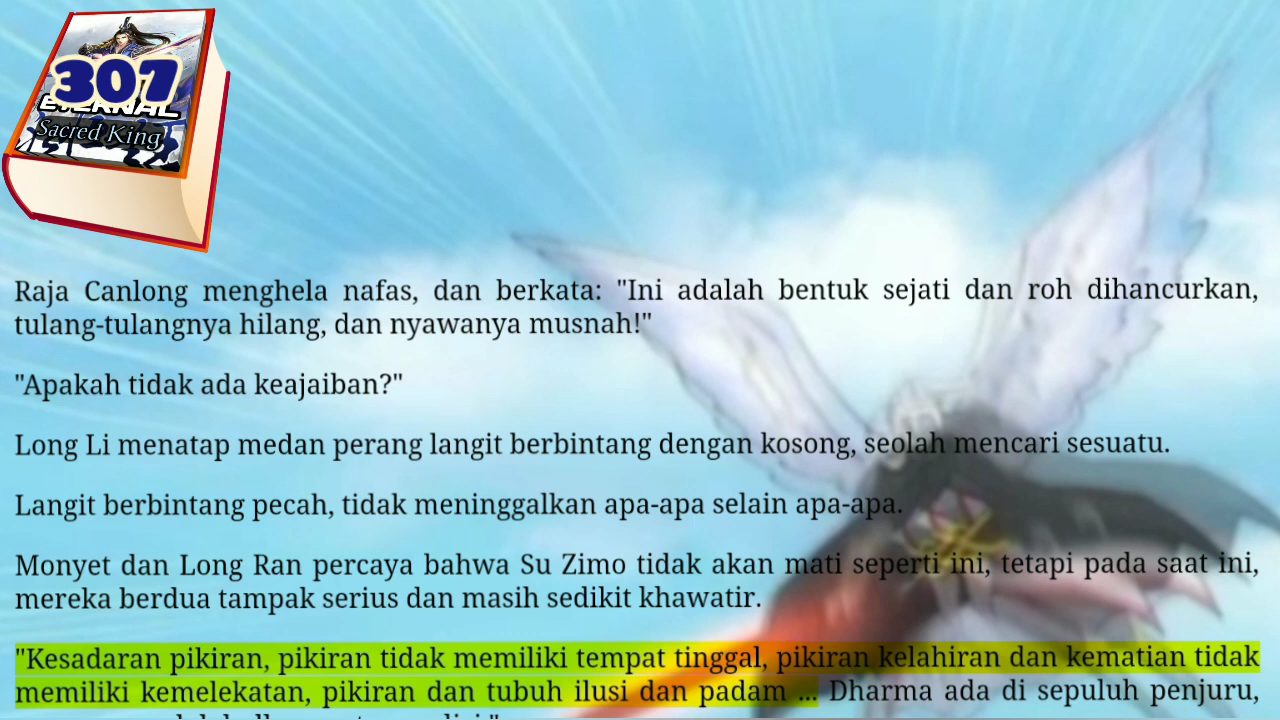 307
ETERNAL
Sacred King
Raja Canlong menghela nafas, dan berkata: "Ini adalah bentuk sejati dan roh dihancurkan,
tulang-tulangnya hilang, dan nyawanya musnah!"
"Apakah tidak ada keajaiban?"
Long Li menatap medan perang langit berbintang dengan kosong, seolah mencari sesuatu.
Langit berbintang pecah, tidak meninggalkan apa-apa selain apa-apa.
Monyet dan Long Ran percaya bahwa Su Zimo tidak akan mati seperti ini, tetapi pada saat ini,
mereka berdua tampak serius dan masih sedikit khawatir.
"Kesadaran pikiran, pikiran tidak memiliki tempat tinggal, pikiran kelahiran dan kematian tidak
memiliki kemelekatan, pikiran dan tubuh ilusi dan padam ... Dharma ada di sepuluh penjuru,